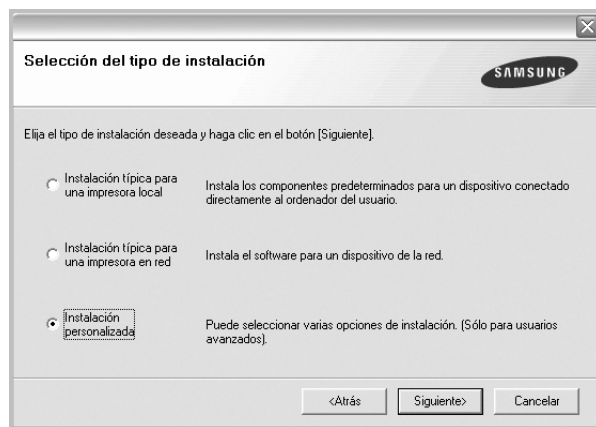 Selección del tipo de instalación
SAMSUNG
Elija el tipo de instalación deseada y haga clic en el botón [Siguiente].
Instalación típica para
una impresora local
Instala los componentes predeterminados para un dispositivo conectado
directamente al ordenador del usuario.
Instalación típica para
una impresora en red
Instala el software para un dispositivo de la red.
Instalación
personalizada
Puede seleccionar varias opciones de instalación. (Sólo para usuarios
avanzados).
<Atrás
Siguiente>
Cancelar